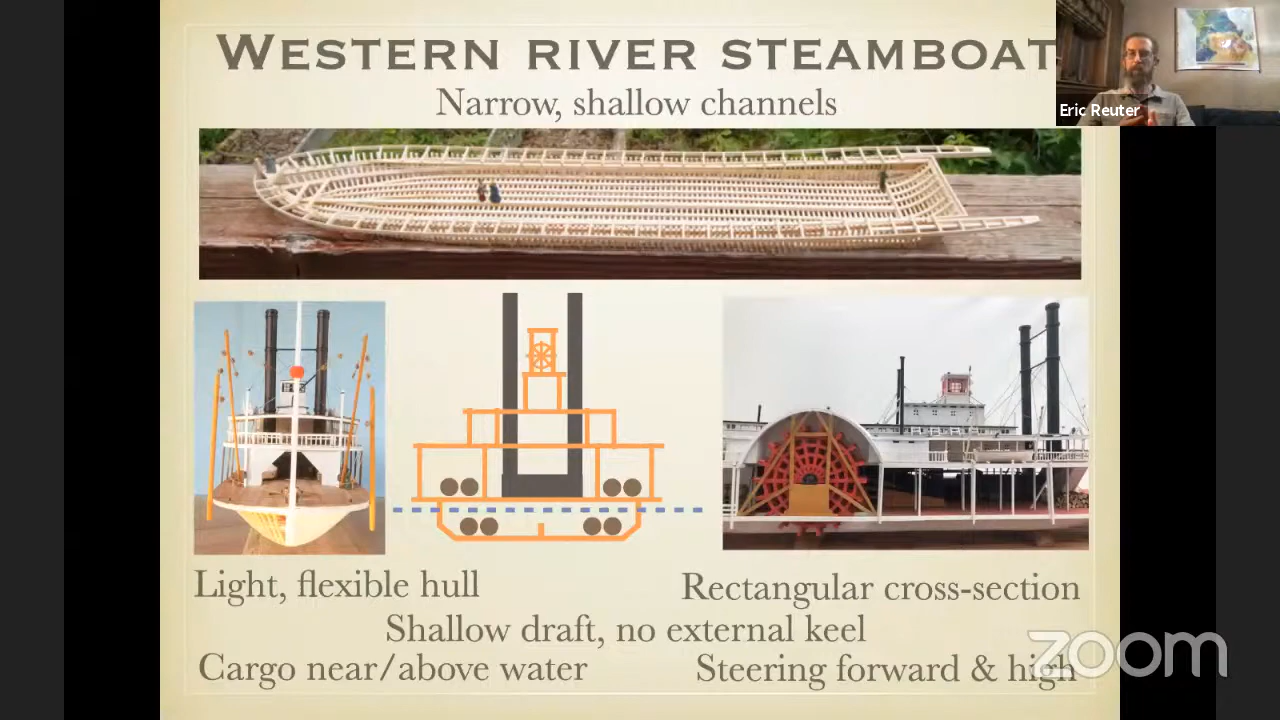 WESTERN RIVER STEAMBOAT
Eric Reuter
Narrow, shallow channels
Light, flexible hull
Rectangular cross-section
Shallow draft, no external keel
Cargo near/above water
Steering forward & high
zoom